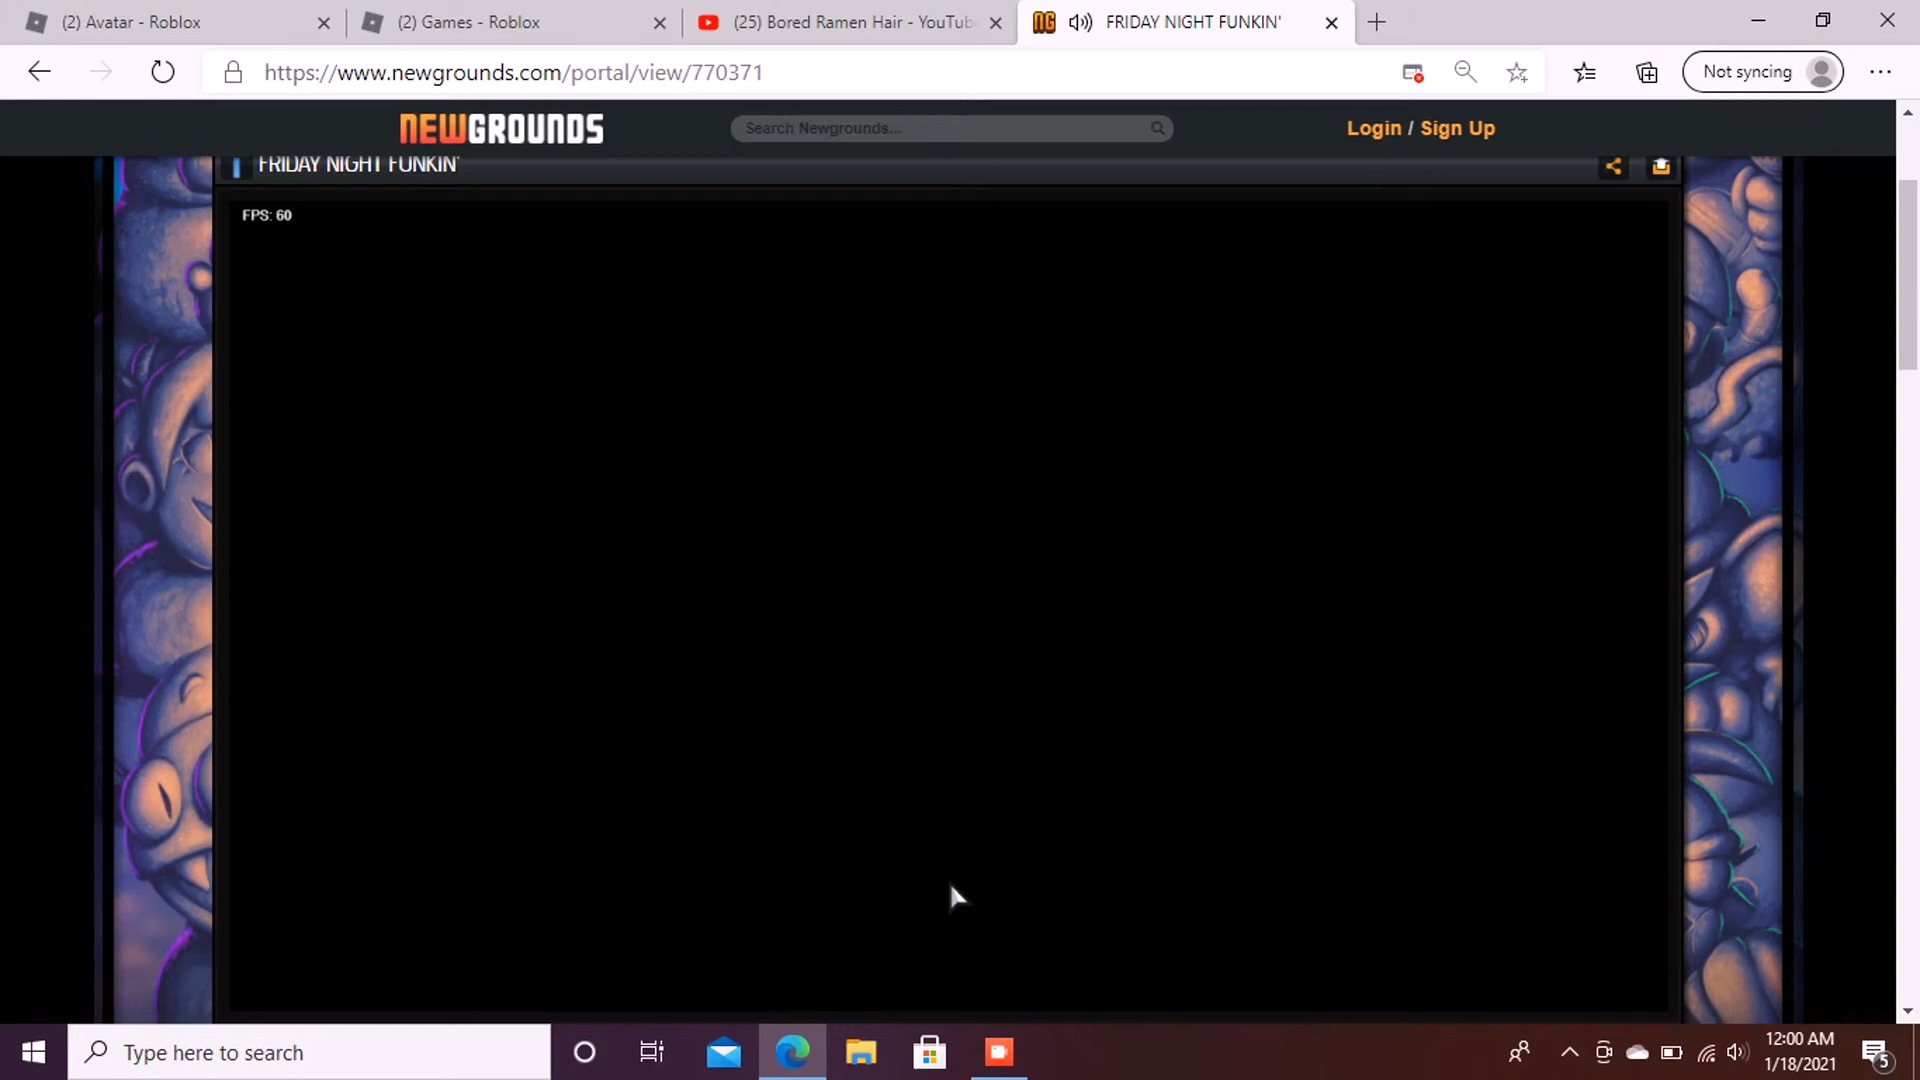 (2) Avatar - Roblox
(2) Games - Roblox
(25) Bored Ramen Hair - YouTub
NG
FRIDAY NIGHT FUNKIN'
https://www.newgrounds.com/portal/view/770371
Not syncing
NEWGROUNDS
Search Newgrounds...
Login / Sign Up
FRIDAY NIGHT FUNKIN'
FPS: 60
Type here to search
12:00 AM
1/18/2021
5